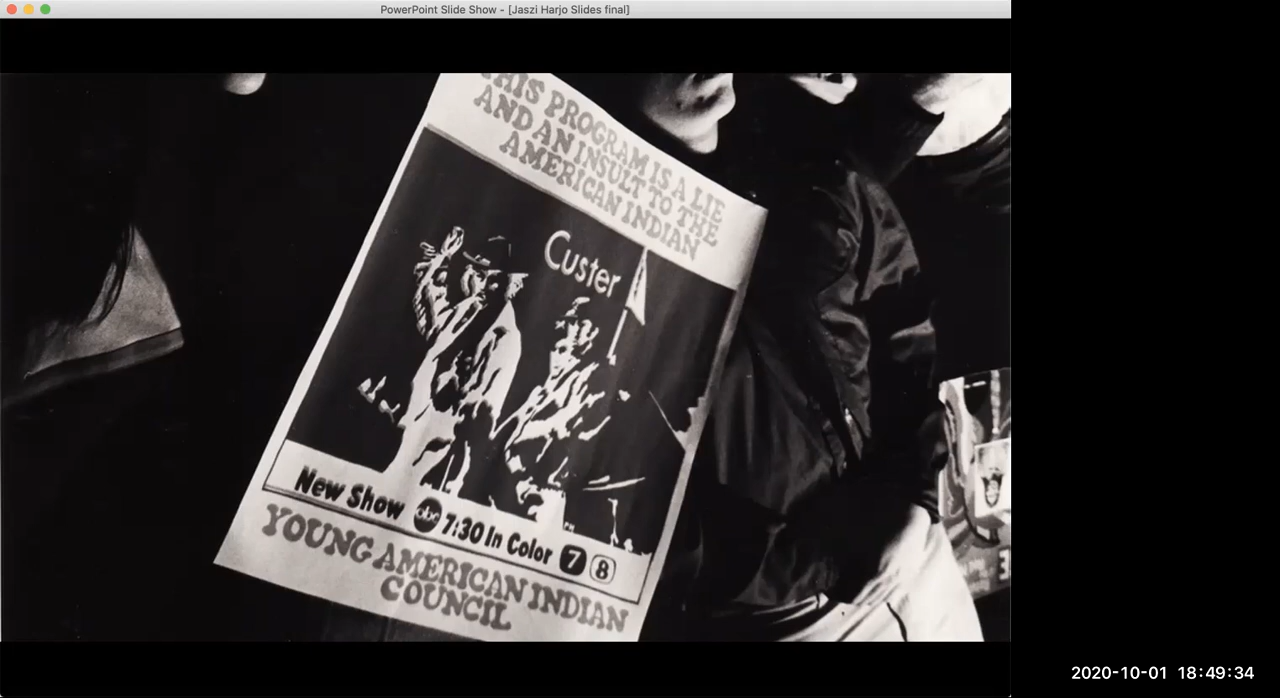 PowerPoint Slide Show - [Jaszi Harjo Slides final]
THIS PROGRAM IS A LIE
AND AN INSULT TO THE
AMERICAN INDIAN
Custer
New Show abc 7:30 In Color 7 8
YOUNG AMERICAN INDIAN
COUNCIL
2020-10-01 18:49:34